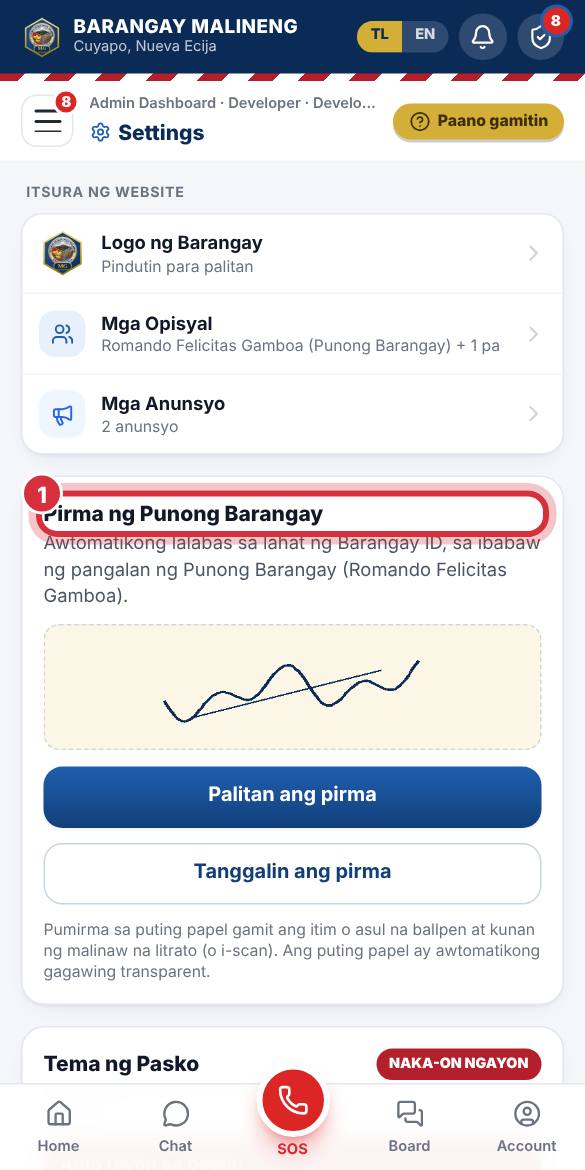 BARANGAY MALINENG
Cuyapo, Nueva Ecija
TL EN
8
8
Admin Dashboard · Developer · Develo...
Settings
Paano gamitin
ITSURA NG WEBSITE
Logo ng Barangay
Pindutin para palitan
Mga Opisyal
Romando Felicitas Gamboa (Punong Barangay) + 1 pa
Mga Anunsyo
2 anunsyo
1
Pirma ng Punong Barangay
Awtomatikong lalabas sa lahat ng Barangay ID, sa ibabaw
ng pangalan ng Punong Barangay (Romando Felicitas
Gamboa).
Palitan ang pirma
Tanggalin ang pirma
Pumirma sa puting papel gamit ang itim o asul na ballpen at kunan
ng malinaw na litrato (o i-scan). Ang puting papel ay awtomatikong
gagawing transparent.
Tema ng Pasko
NAKA-ON NGAYON
Home
Chat
SOS
Board
Account